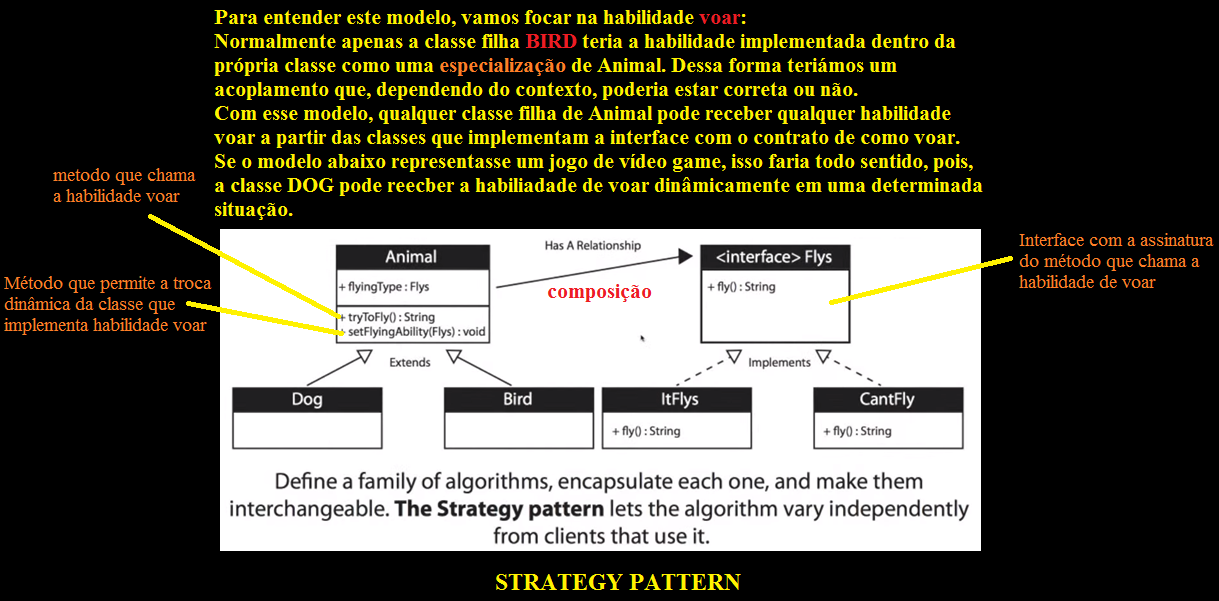 Para entender este modelo, vamos focar na habilidade voar:
Normalmente apenas a classe filha BIRD teria a habilidade implementada dentro da
própria classe como uma especialização de Animal. Dessa forma teriámos um
acoplamento que, dependendo do contexto, poderia estar correta ou não.
Com esse modelo, qualquer classe filha de Animal pode receber qualquer habilidade
voar a partir das classes que implementam a interface com o contrato de como voar.
Se o modelo abaixo representasse um jogo de vídeo game, isso faria todo sentido, pois,
a classe DOG pode reecber a habiliadade de voar dinâmicamente em uma determinada
situação.
metodo que chama
a habilidade voar
Método que permite a troca
dinâmica da classe que
implementa habilidade voar
Interface com a assinatura
do método que chama a
habilidade de voar
Animal
+ flyingType : Flys
+ tryToFly() : String
+ setFlyingAbility(Flys) : void
Has A Relationship
composição
<interface> Flys
+ fly() : String
Extends
Implements
Dog
Bird
ItFlys
+ fly() : String
CantFly
+ fly() : String
Define a family of algorithms, encapsulate each one, and make them
interchangeable. The Strategy pattern lets the algorithm vary independently
from clients that use it.
STRATEGY PATTERN